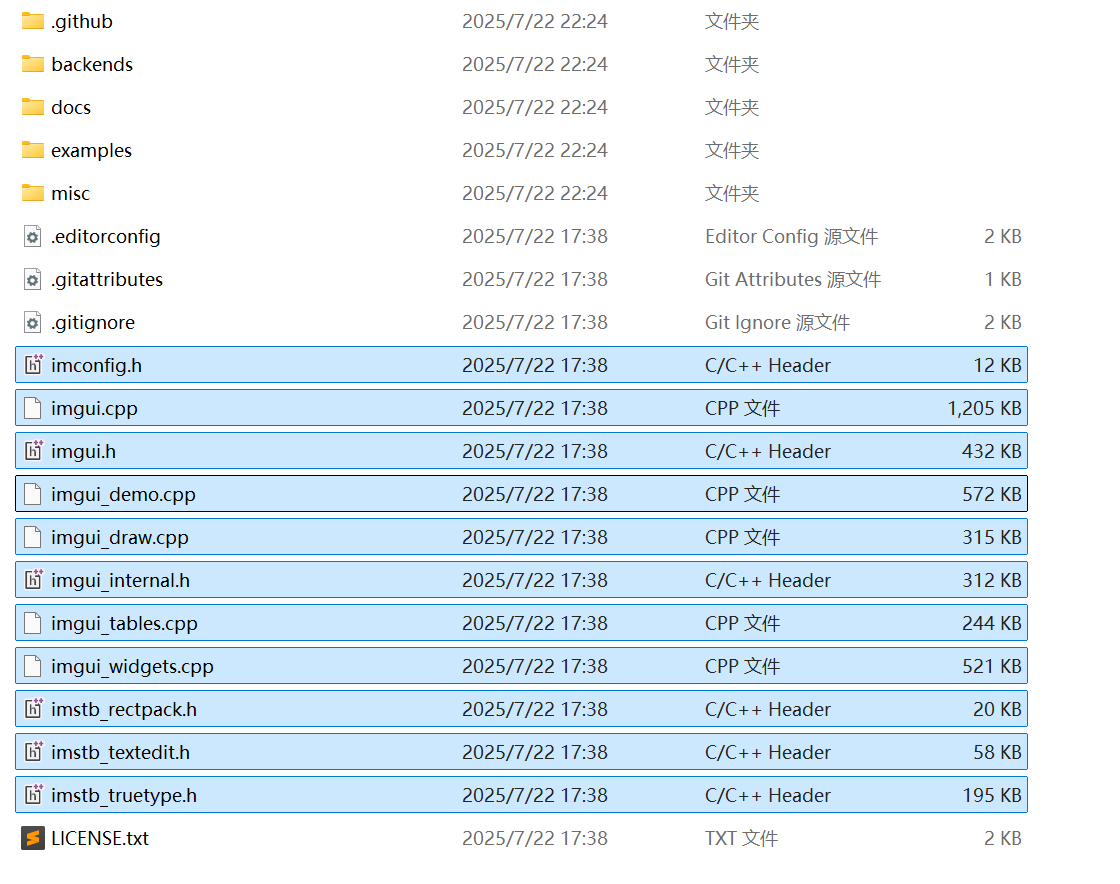 .github 2025/7/22 22:24 文件夹
backends 2025/7/22 22:24 文件夹
docs 2025/7/22 22:24 文件夹
examples 2025/7/22 22:24 文件夹
misc 2025/7/22 22:24 文件夹
.editorconfig 2025/7/22 17:38 Editor Config 源文件 2 KB
.gitattributes 2025/7/22 17:38 Git Attributes 源文件 1 KB
.gitignore 2025/7/22 17:38 Git Ignore 源文件 2 KB
imconfig.h 2025/7/22 17:38 C/C++ Header 12 KB
imgui.cpp 2025/7/22 17:38 CPP 文件 1,205 KB
imgui.h 2025/7/22 17:38 C/C++ Header 432 KB
imgui_demo.cpp 2025/7/22 17:38 CPP 文件 572 KB
imgui_draw.cpp 2025/7/22 17:38 CPP 文件 315 KB
imgui_internal.h 2025/7/22 17:38 C/C++ Header 312 KB
imgui_tables.cpp 2025/7/22 17:38 CPP 文件 244 KB
imgui_widgets.cpp 2025/7/22 17:38 CPP 文件 521 KB
imstb_rectpack.h 2025/7/22 17:38 C/C++ Header 20 KB
imstb_textedit.h 2025/7/22 17:38 C/C++ Header 58 KB
imstb_truetype.h 2025/7/22 17:38 C/C++ Header 195 KB
LICENSE.txt 2025/7/22 17:38 TXT 文件 2 KB